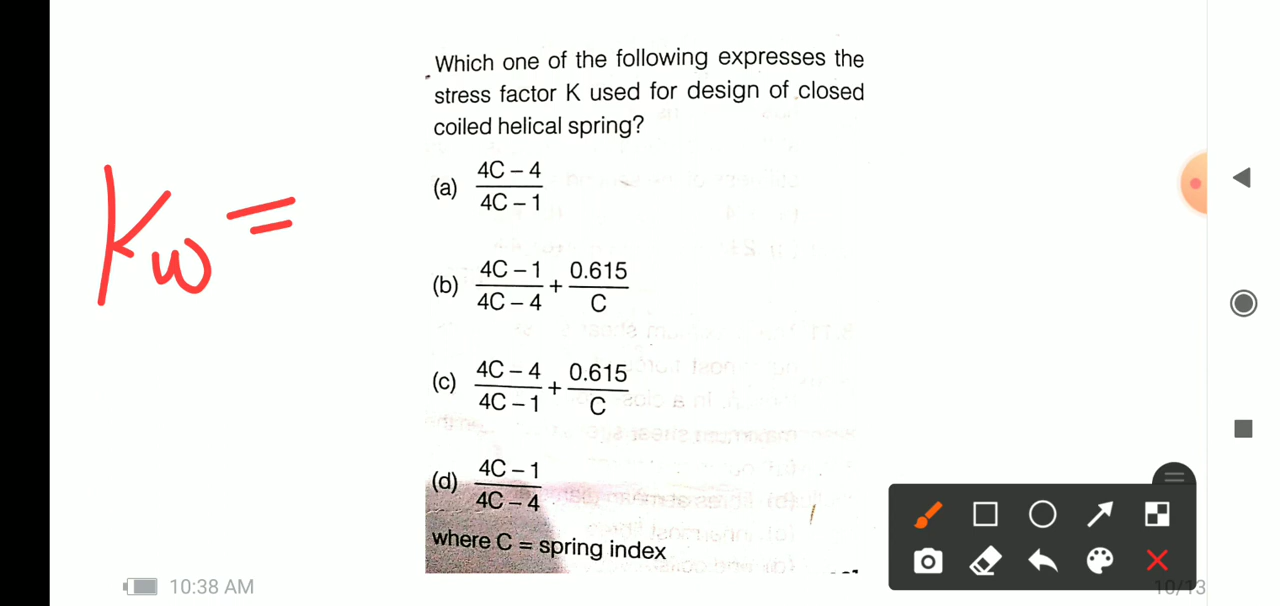 Kw =
Which one of the following expresses the
stress factor K used for design of closed
coiled helical spring?
(a) 4C – 4 / 4C – 1
(b) 4C – 1 / 4C – 4 + 0.615 / C
(c) 4C – 4 / 4C – 1 + 0.615 / C
(d) 4C – 1 / 4C – 4
where C = spring index
10:38 AM
10/13